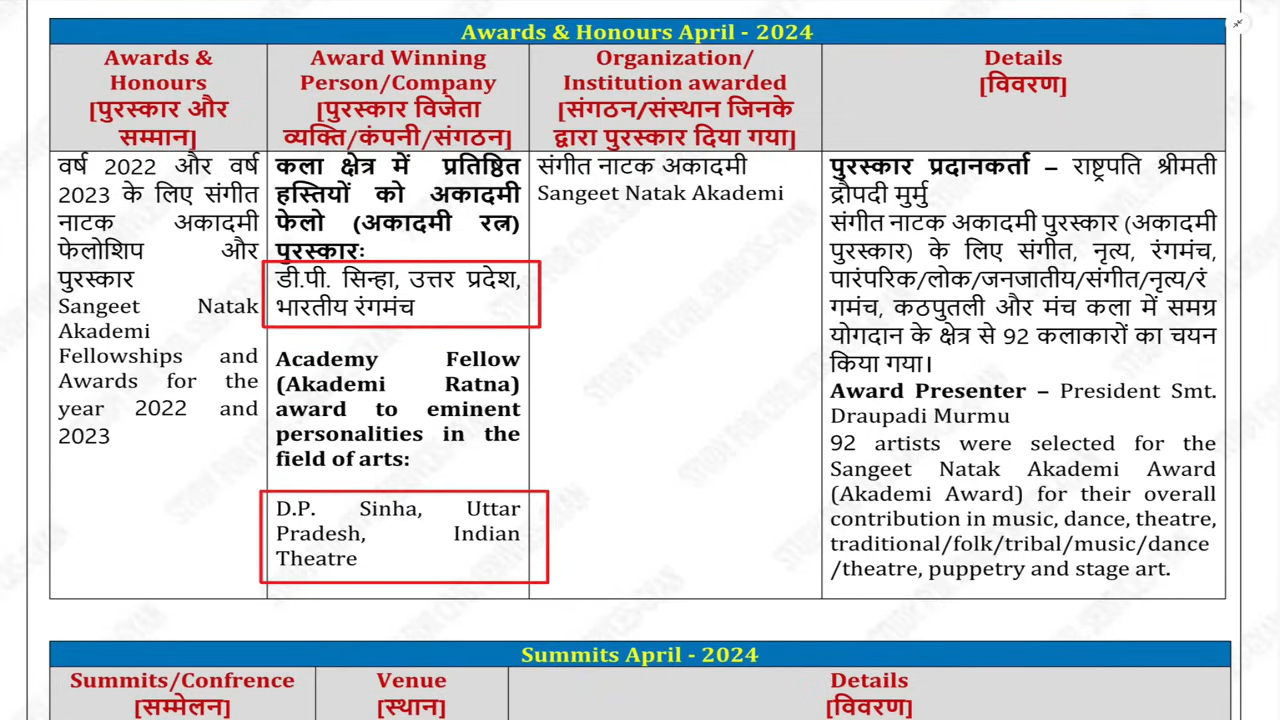 Awards & Honours April - 2024
Awards &
Honours
[पुरस्कार और
सम्मान]
Award Winning
Person/Company
[पुरस्कार विजेता
व्यक्ति/कंपनी/संगठन]
Organization/
Institution awarded
[संगठन/संस्थान जिनके
द्वारा पुरस्कार दिया गया]
Details
[विवरण]
वर्ष 2022 और वर्ष
2023 के लिए संगीत
नाटक अकादमी
फेलोशिप और
पुरस्कार
Sangeet Natak
Akademi
Fellowships and
Awards for the
year 2022 and
2023
कला क्षेत्र में प्रतिष्ठित
हस्तियों को अकादमी
फेलो (अकादमी रत्न)
पुरस्कारः
डी.पी. सिन्हा, उत्तर प्रदेश,
भारतीय रंगमंच
Academy Fellow
(Akademi Ratna)
award to eminent
personalities in the
field of arts:
D.P. Sinha, Uttar
Pradesh, Indian
Theatre
संगीत नाटक अकादमी
Sangeet Natak Akademi
पुरस्कार प्रदानकर्ता – राष्ट्रपति श्रीमती
द्रौपदी मुर्मु
संगीत नाटक अकादमी पुरस्कार (अकादमी
पुरस्कार) के लिए संगीत, नृत्य, रंगमंच,
पारंपरिक/लोक/जनजातीय/संगीत/नृत्य/रं
गमंच, कठपुतली और मंच कला में समग्र
योगदान के क्षेत्र से 92 कलाकारों का चयन
किया गया।
Award Presenter – President Smt.
Draupadi Murmu
92 artists were selected for the
Sangeet Natak Akademi Award
(Akademi Award) for their overall
contribution in music, dance, theatre,
traditional/folk/tribal/music/dance
/theatre, puppetry and stage art.
Summits April - 2024
Summits/Confrence
[सम्मेलन]
Venue
[स्थान]
Details
[विवरण]